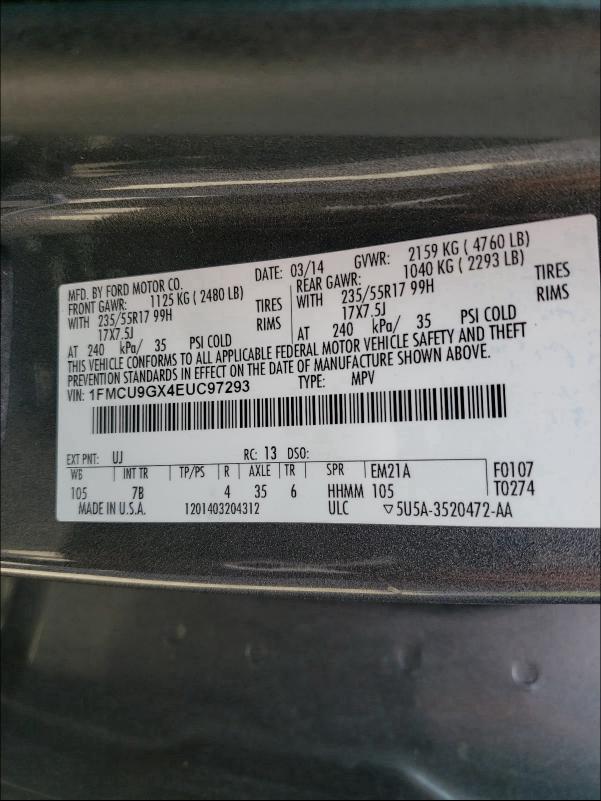 MFD. BY FORD MOTOR CO. DATE: 03/14 GVWR: 2159 KG ( 4760 LB)
FRONT GAWR: 1125 KG ( 2480 LB) REAR GAWR: 1040 KG ( 2293 LB)
WITH 235/55R17 99H TIRES WITH 235/55R17 99H TIRES
17X7.5J RIMS 17X7.5J RIMS
AT 240 kPa/ 35 PSI COLD AT 240 kPa/ 35 PSI COLD
THIS VEHICLE CONFORMS TO ALL APPLICABLE FEDERAL MOTOR VEHICLE SAFETY AND THEFT
PREVENTION STANDARDS IN EFFECT ON THE DATE OF MANUFACTURE SHOWN ABOVE.
VIN: 1FMCU9GX4EUC97293 TYPE: MPV
EXT PNT: UJ RC: 13 DSO:
WB INT TR TP/PS R AXLE TR SPR EM21A F0107
105 7B 4 35 6 HHMM 105 T0274
MADE IN U.S.A. 1201403204312 ULC ▽5U5A-3520472-AA